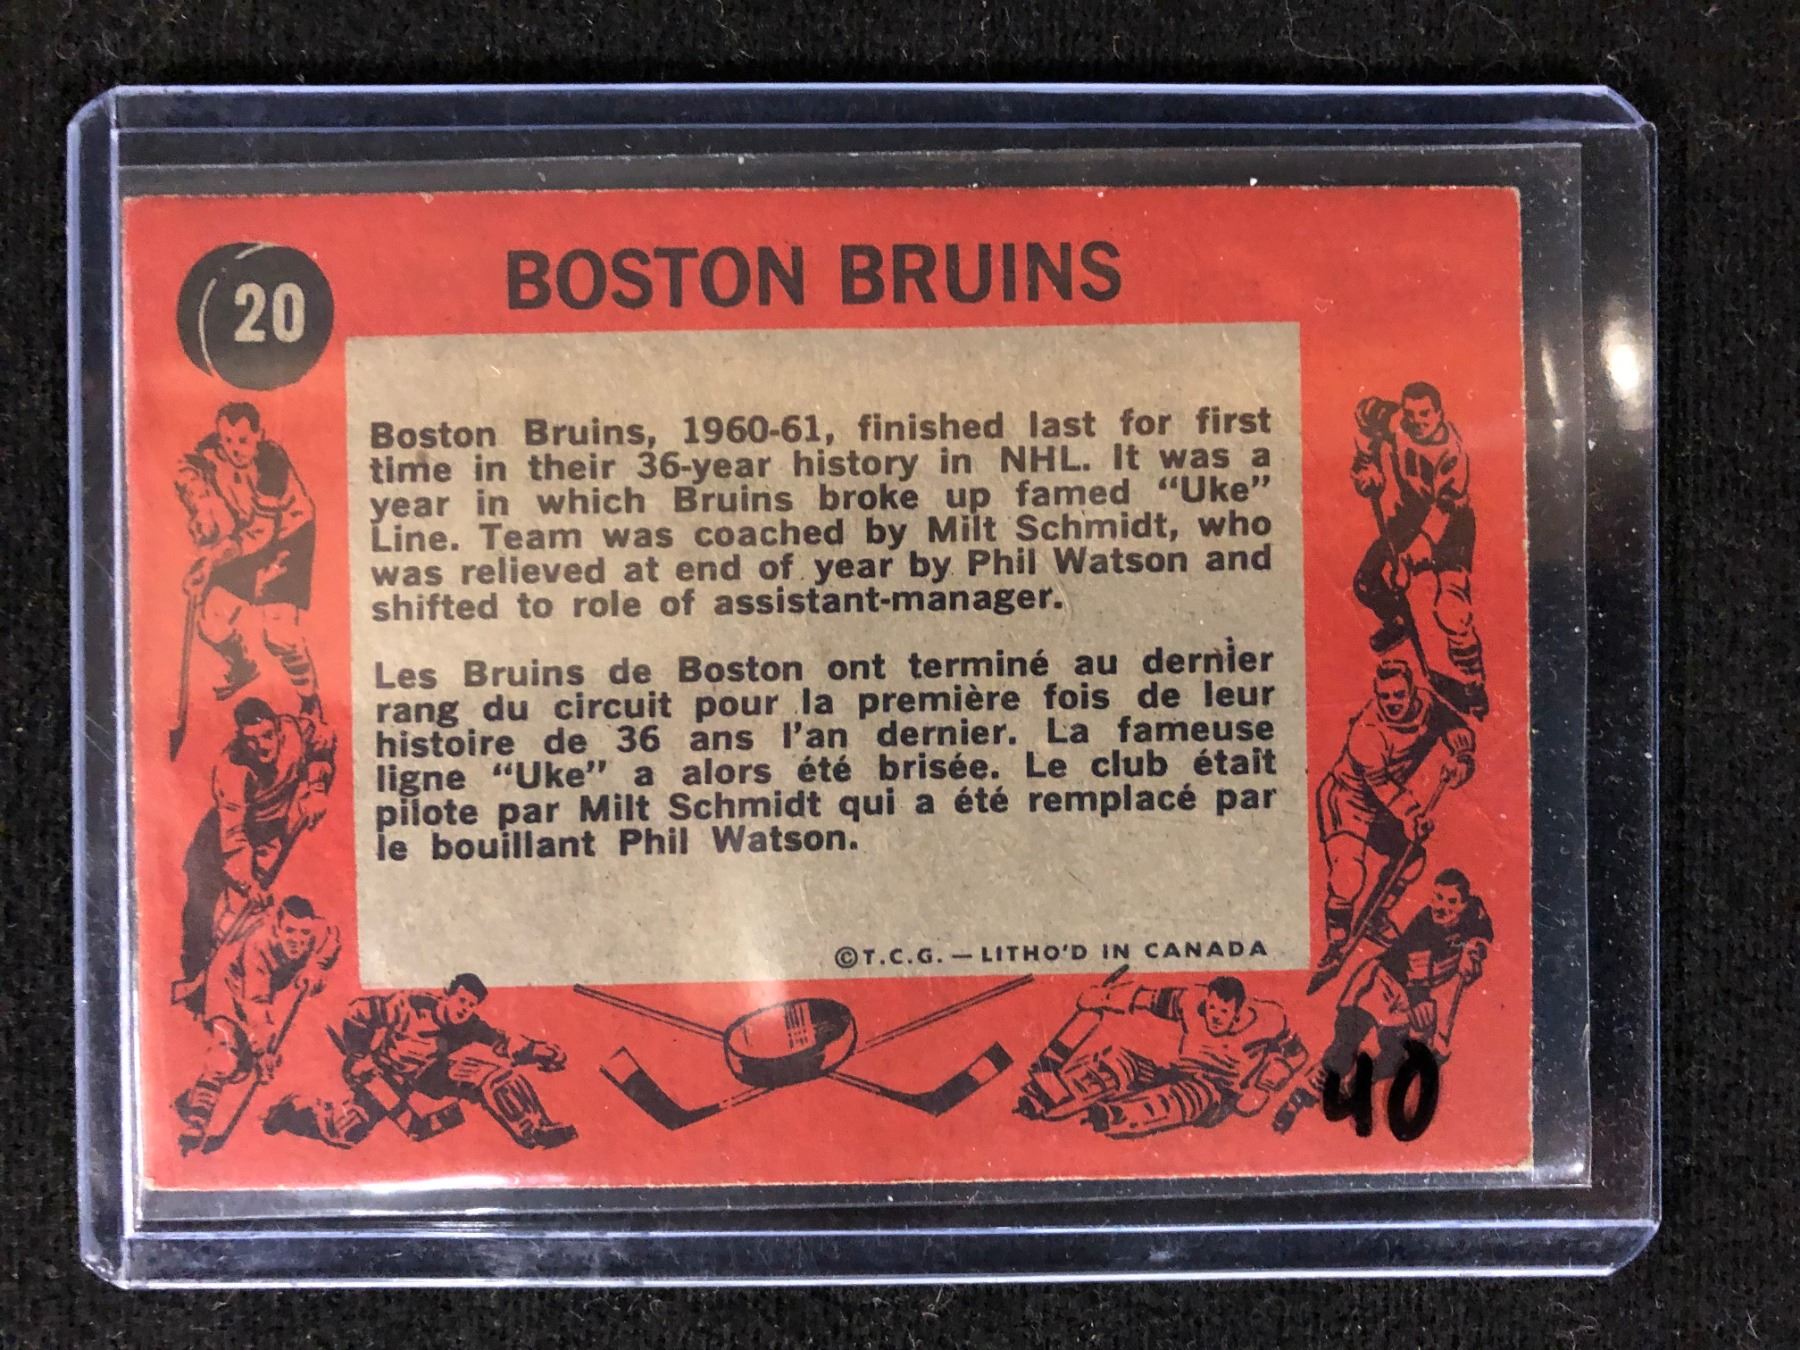 20
BOSTON BRUINS
Boston Bruins, 1960-61, finished last for first
time in their 36-year history in NHL. It was a
year in which Bruins broke up famed “Uke”
Line. Team was coached by Milt Schmidt, who
was relieved at end of year by Phil Watson and
shifted to role of assistant-manager.
Les Bruins de Boston ont terminé au dernier
rang du circuit pour la première fois de leur
histoire de 36 ans l'an dernier. La fameuse
ligne “Uke” a alors été brisée. Le club était
pilote par Milt Schmidt qui a été remplacé par
le bouillant Phil Watson.
©T.C.G. — LITHO'D IN CANADA
40